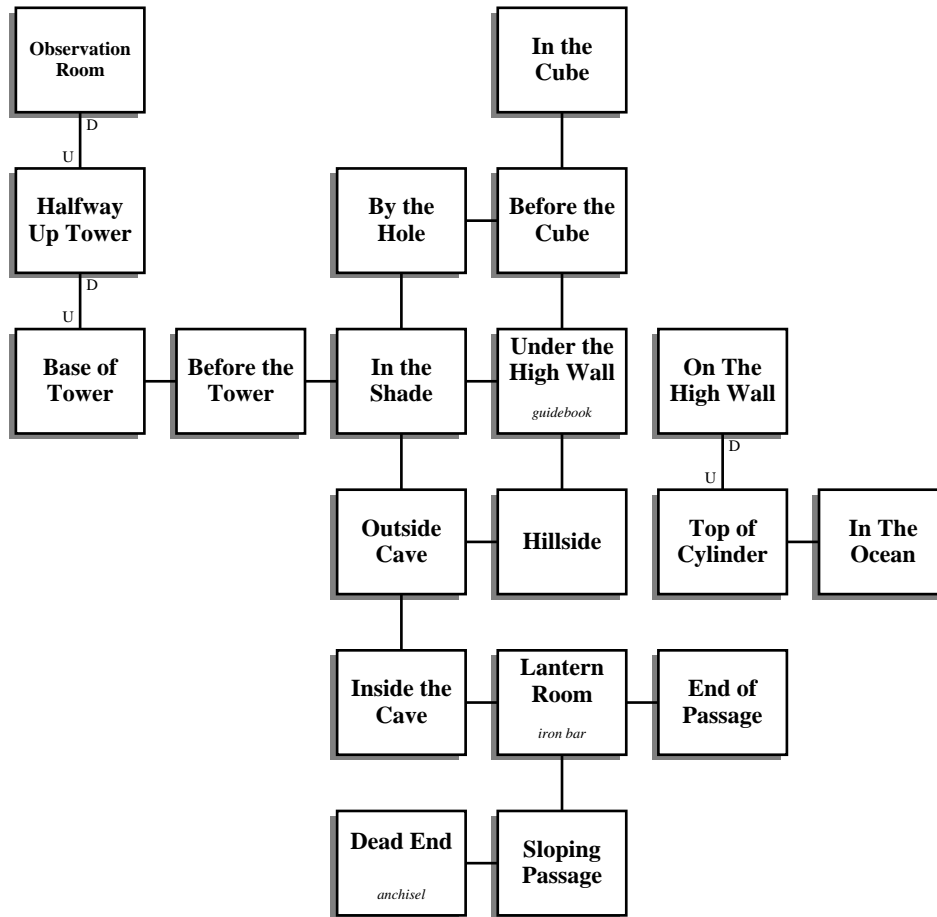 Observation
Room
In the
Cube
D
U
Halfway
Up Tower
By the
Hole
Before the
Cube
D
U
Base of
Tower
Before the
Tower
In the
Shade
Under the
High Wall
guidebook
On The
High Wall
D
U
Outside
Cave
Hillside
Top of
Cylinder
In The
Ocean
Inside the
Cave
Lantern
Room
iron bar
End of
Passage
Dead End
anchisel
Sloping
Passage